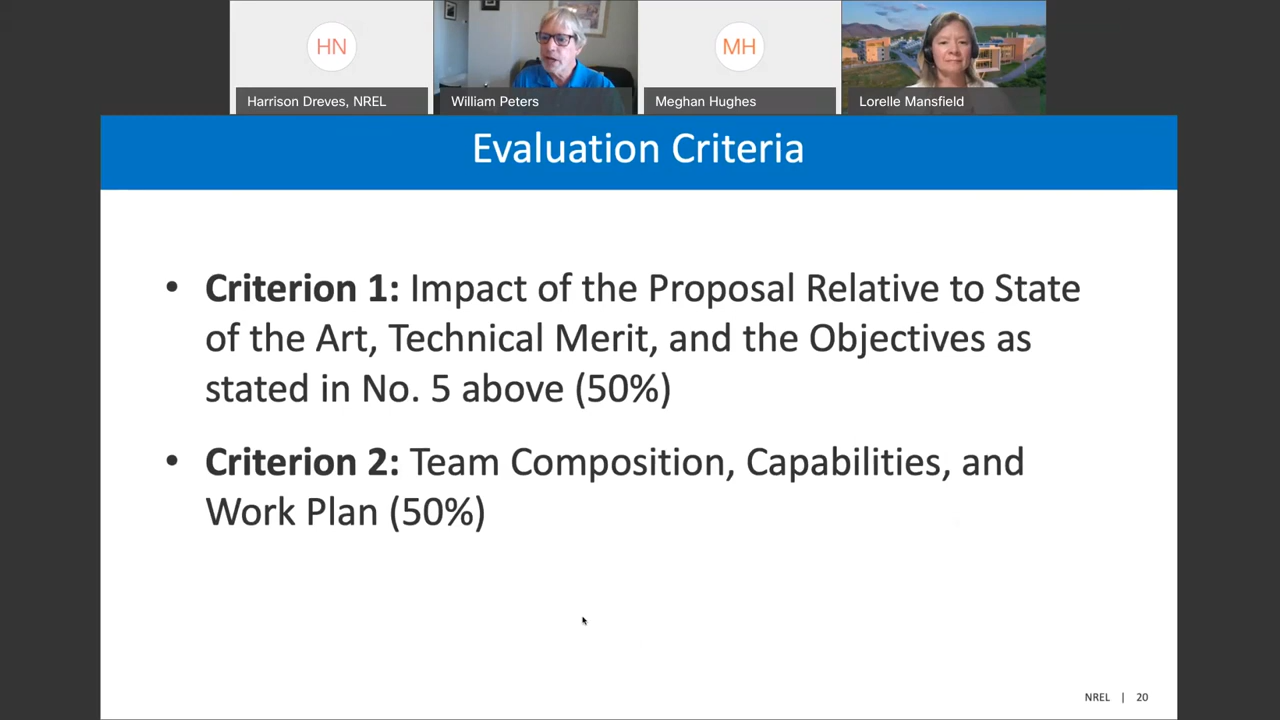 HN
MH
Harrison Dreves, NREL
William Peters
Meghan Hughes
Lorelle Mansfield
Evaluation Criteria
• Criterion 1: Impact of the Proposal Relative to State
of the Art, Technical Merit, and the Objectives as
stated in No. 5 above (50%)
• Criterion 2: Team Composition, Capabilities, and
Work Plan (50%)
NREL | 20